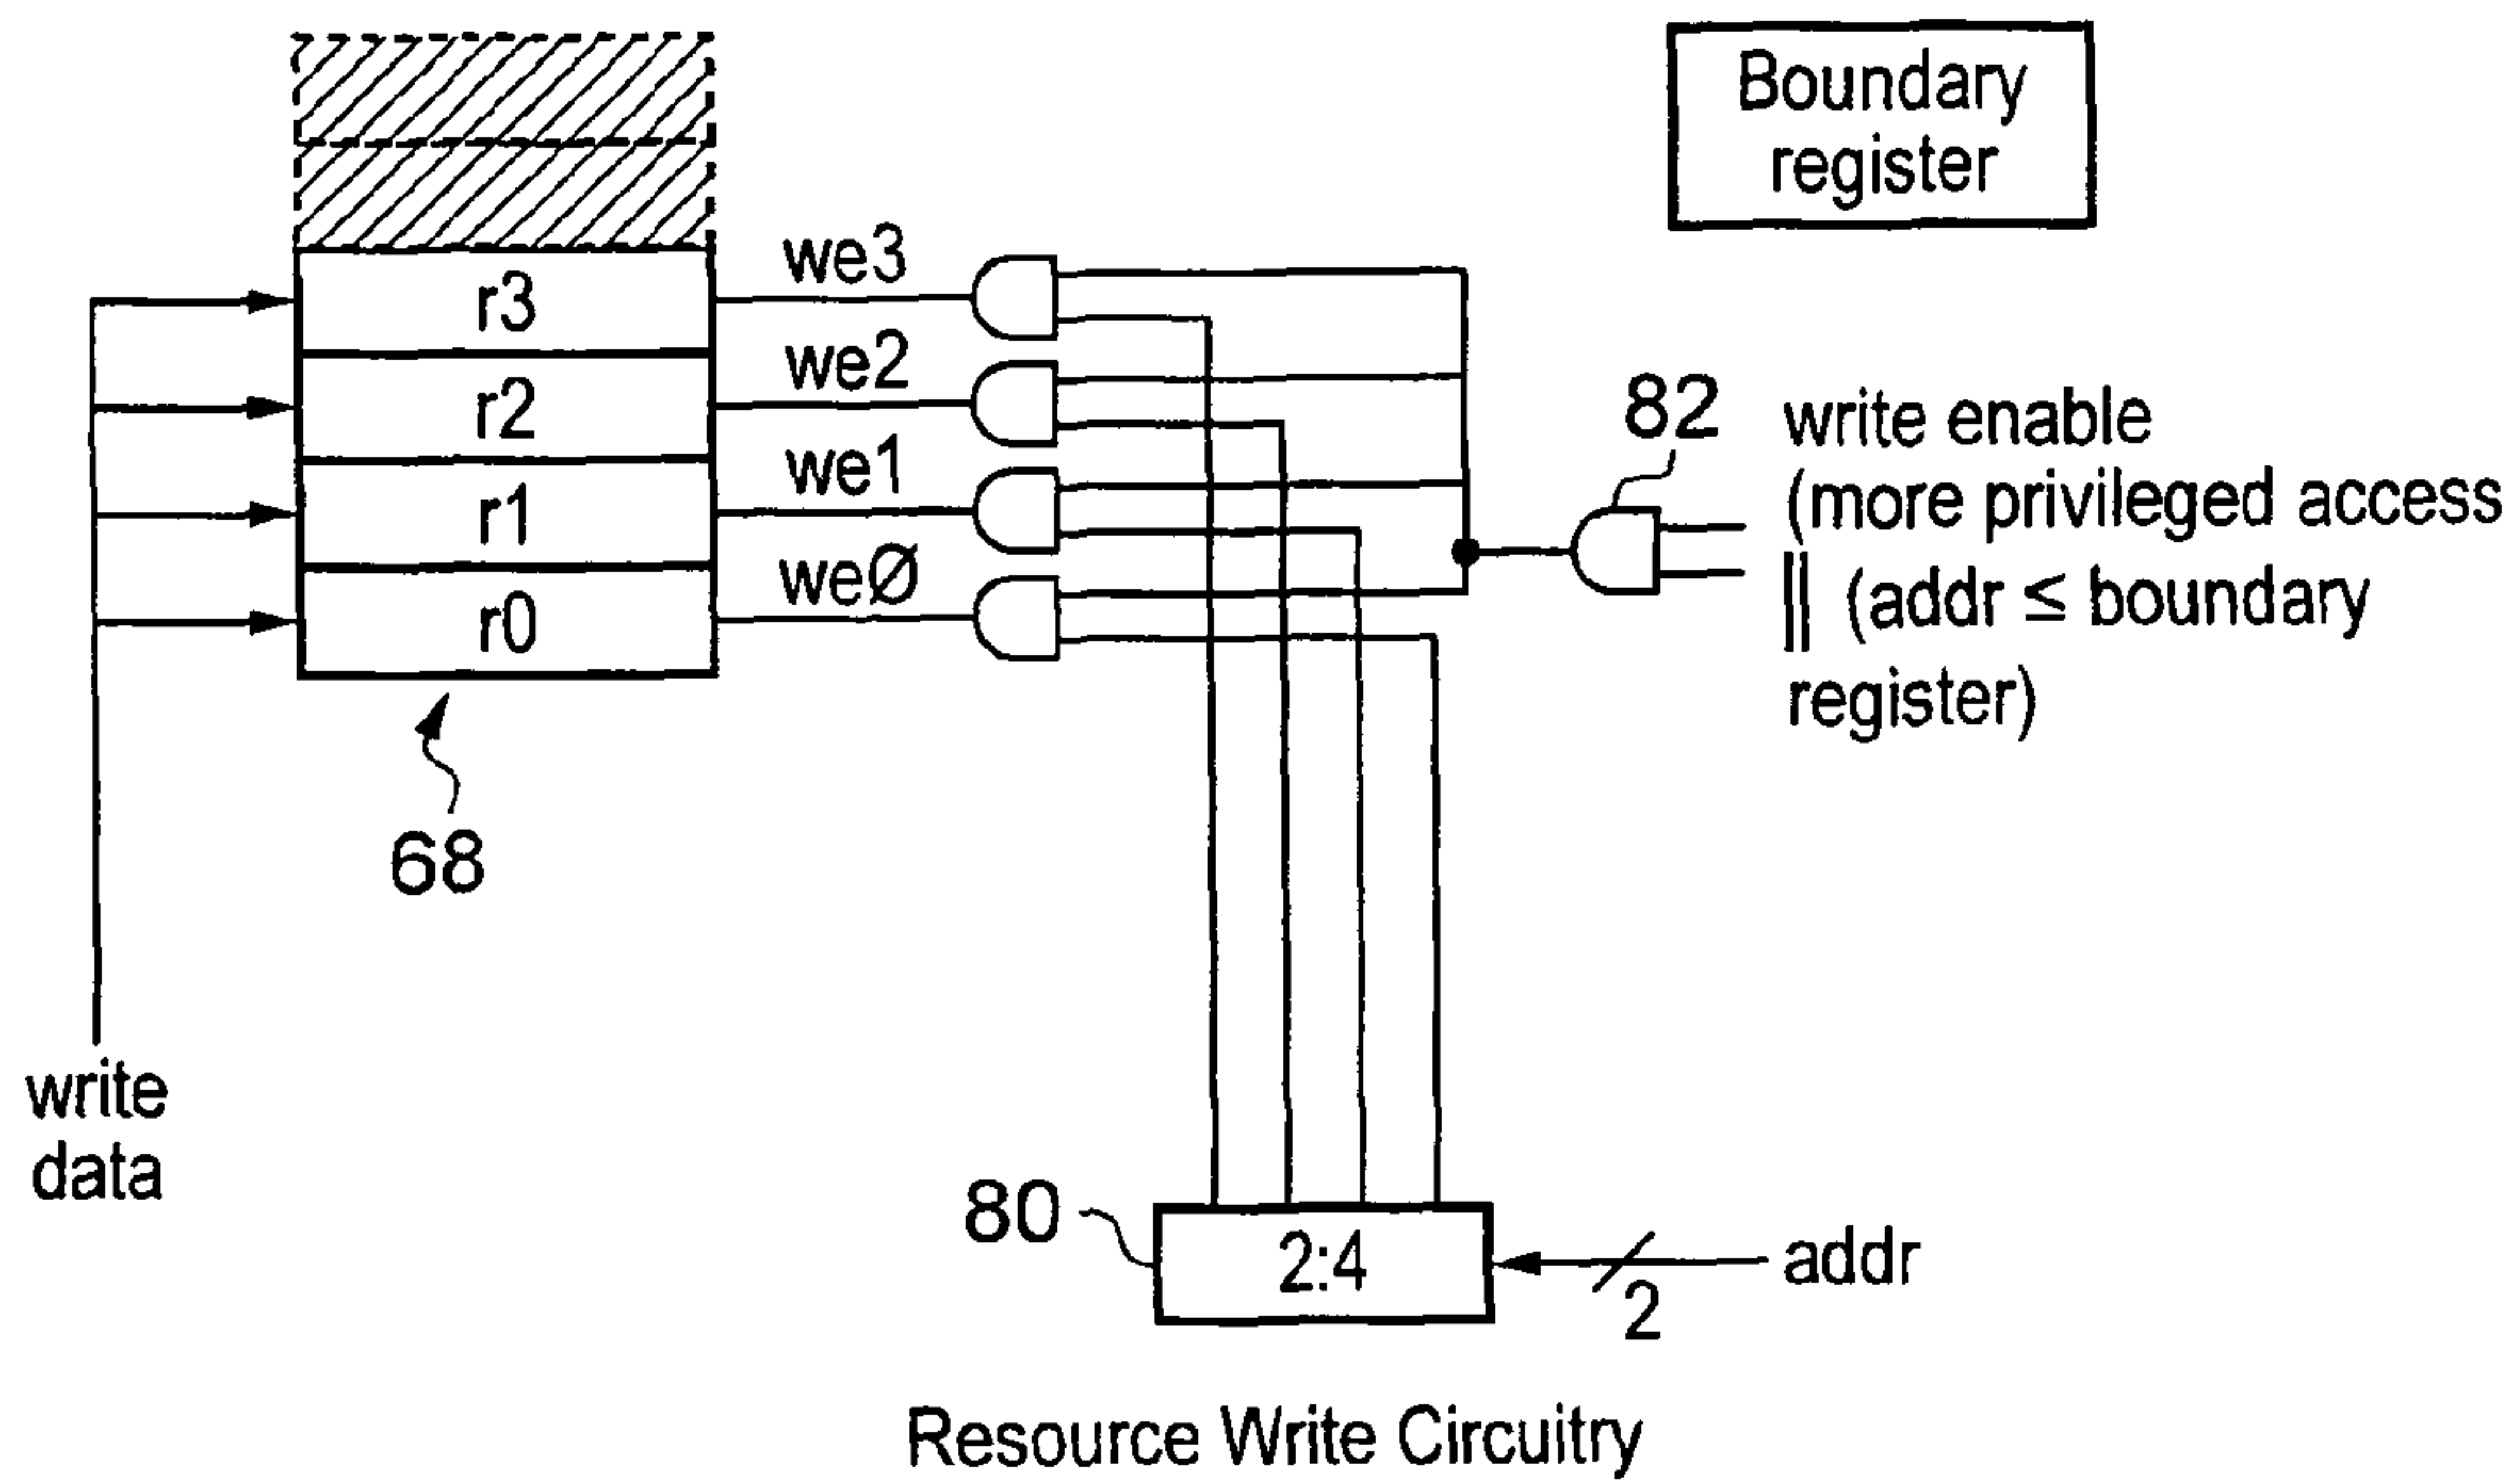 Boundary
register
we3
r3
we2
r2
82
write enable
we1
(more privileged access
r1
weØ
|| (addr ≤ boundary
r0
register)
68
write
data
80
2:4
addr
2
Resource Write Circuitry